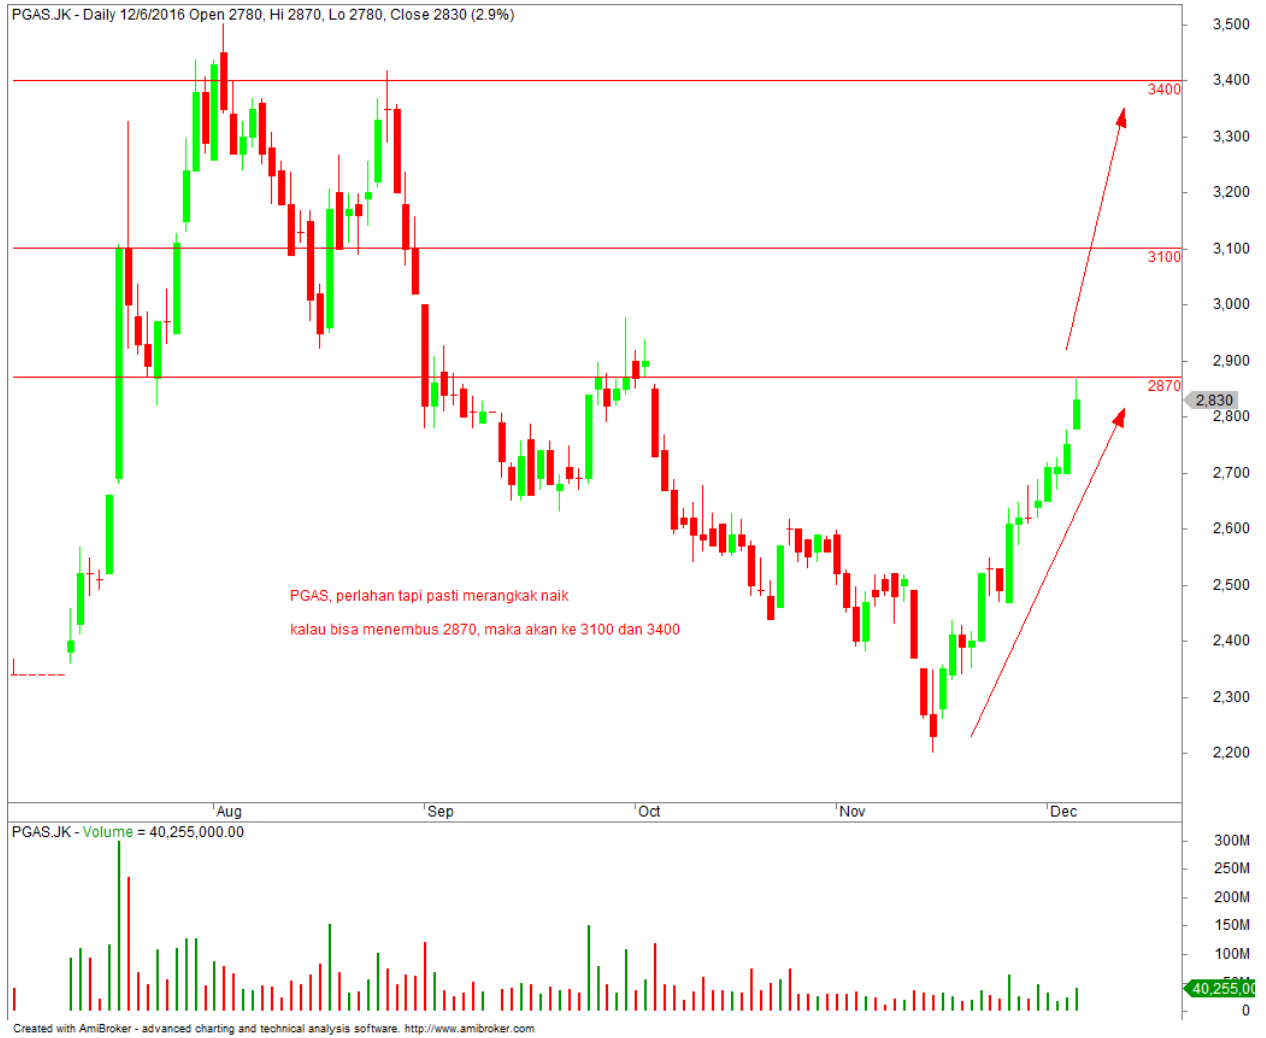 PGAS.JK - Daily 12/6/2016 Open 2780, Hi 2870, Lo 2780, Close 2830 (2.9%)
3,500
3,400
3400
3,300
3,200
3,100
3100
3,000
2,900
2870
2,830
2,800
2,700
2,600
2,500
PGAS, perlahan tapi pasti merangkak naik
kalau bisa menembus 2870, maka akan ke 3100 dan 3400
2,400
2,300
2,200
Aug Sep Oct Nov Dec
PGAS.JK - Volume = 40,255,000.00
300M
250M
200M
150M
100M
50M
40,255,00
0
Created with AmiBroker - advanced charting and technical analysis software. http://www.amibroker.com